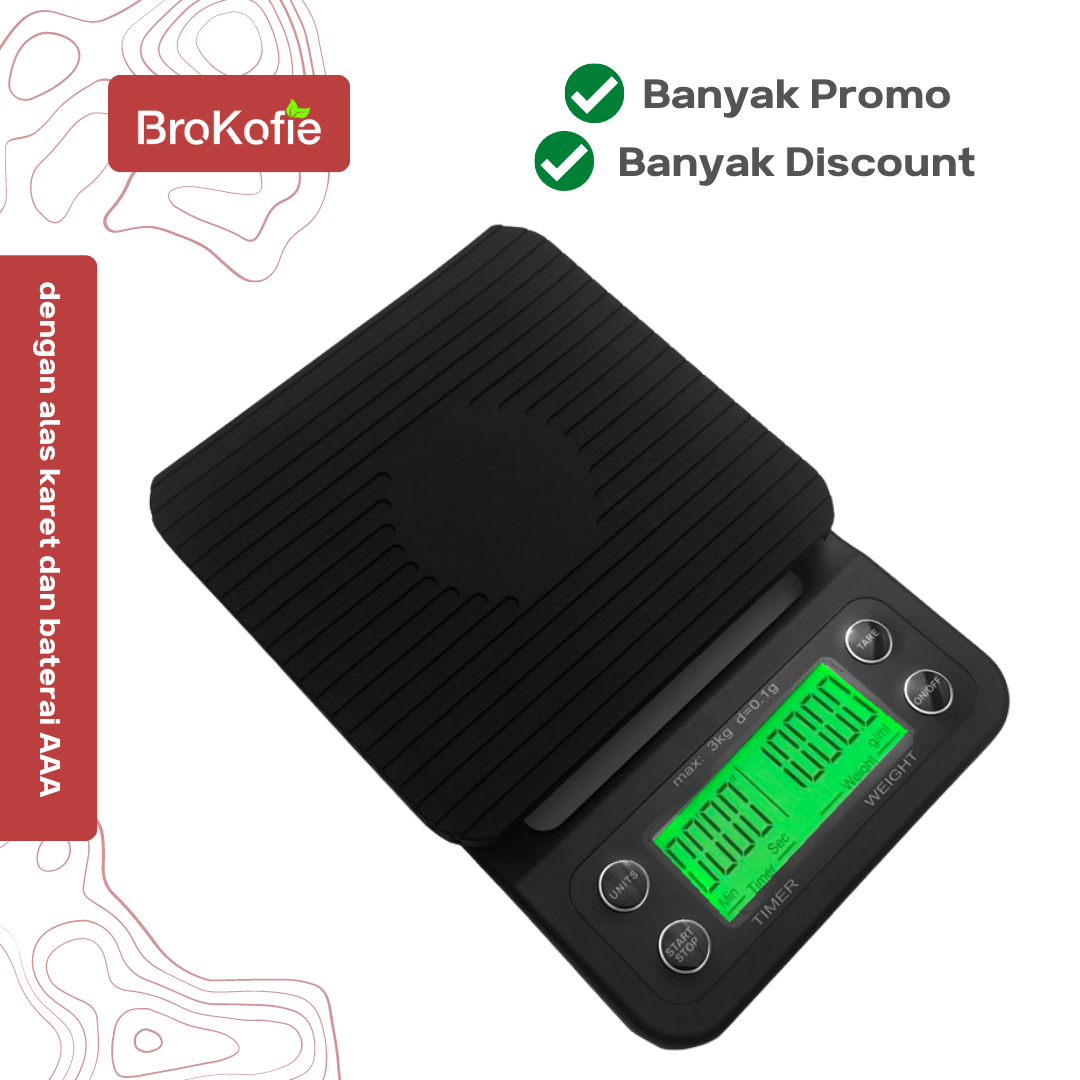 BroKofie
Banyak Promo
Banyak Discount
dengan alas karet dan baterai AAA
TARE
ON/OFF
max: 3kg d=0.1g
Weight g/ml
WEIGHT
Min Timer Sec
TIMER
UNITS
START
STOP